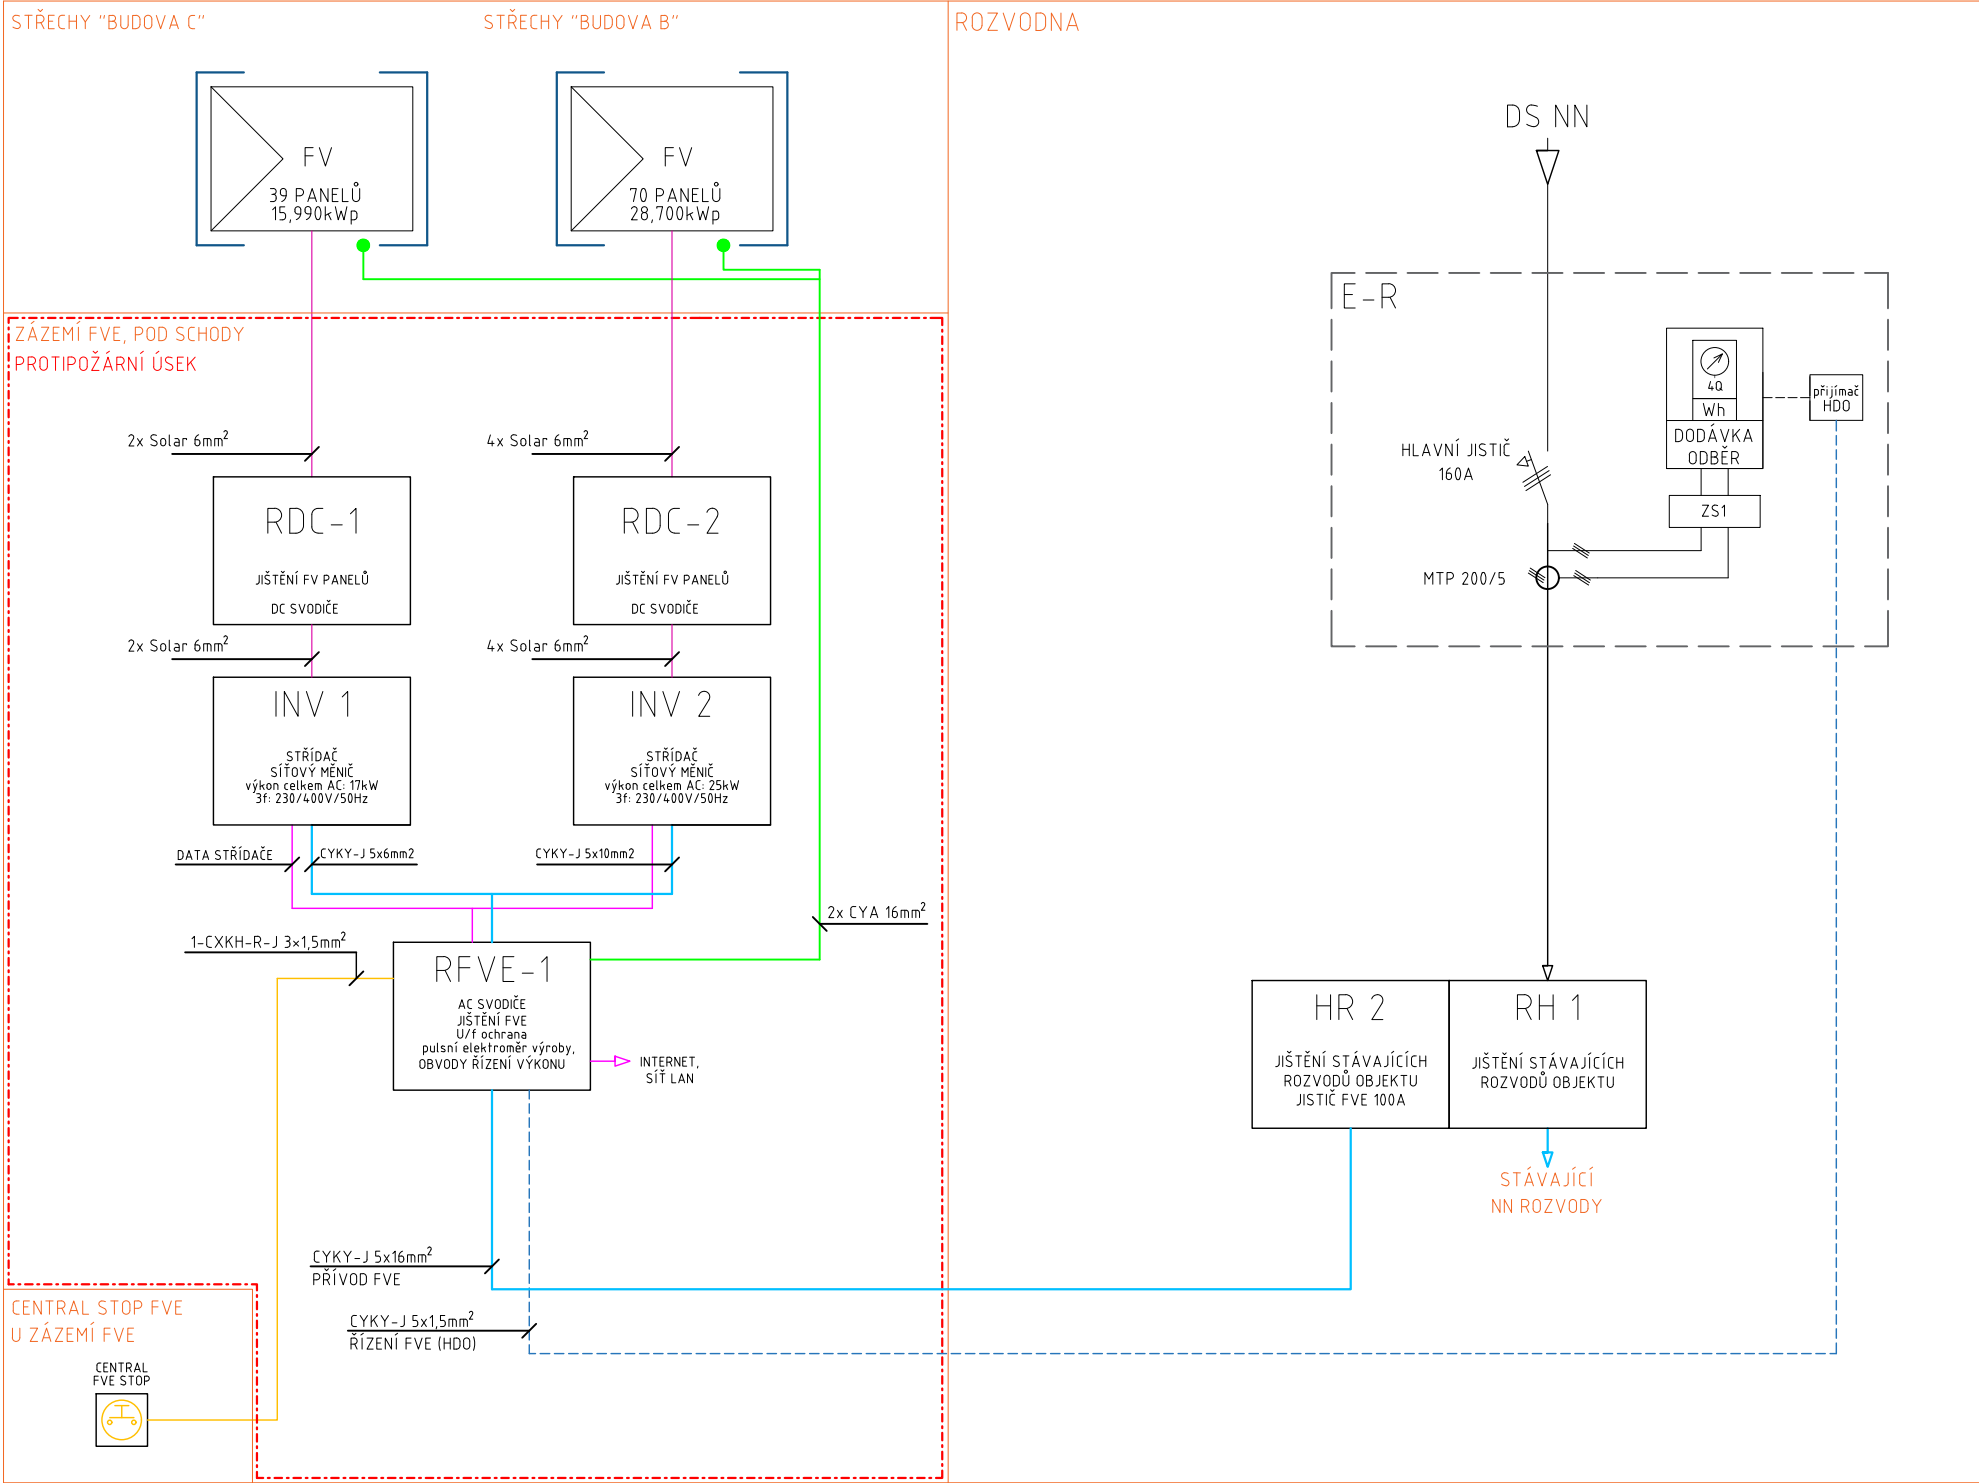 STŘECHY "BUDOVA C"
STŘECHY "BUDOVA B"
ROZVODNA
FV
39 PANELŮ
15,990kWp
FV
70 PANELŮ
28,700kWp
DS NN
E-R
ZÁZEMÍ FVE, POD SCHODY
PROTIPOŽÁRNÍ ÚSEK
4Q
Wh
DODÁVKA
ODBĚR
přijímač
HDO
HLAVNÍ JISTIČ
160A
ZS1
MTP 200/5
2x Solar 6mm²
4x Solar 6mm²
RDC-1
JIŠTĚNÍ FV PANELŮ
DC SVODIČE
RDC-2
JIŠTĚNÍ FV PANELŮ
DC SVODIČE
2x Solar 6mm²
4x Solar 6mm²
INV 1
STŘÍDAČ
SÍŤOVÝ MĚNIČ
výkon celkem AC: 17kW
3f: 230/400V/50Hz
INV 2
STŘÍDAČ
SÍŤOVÝ MĚNIČ
výkon celkem AC: 25kW
3f: 230/400V/50Hz
DATA STŘÍDAČE
CYKY-J 5x6mm2
CYKY-J 5x10mm2
2x CYA 16mm²
1-CXKH-R-J 3×1,5mm²
RFVE-1
AC SVODIČE
JIŠTĚNÍ FVE
U/f ochrana
pulsní elektroměr výroby,
OBVODY ŘÍZENÍ VÝKONU
INTERNET,
SÍŤ LAN
HR 2
JIŠTĚNÍ STÁVAJÍCÍCH
ROZVODŮ OBJEKTU
JISTIČ FVE 100A
RH 1
JIŠTĚNÍ STÁVAJÍCÍCH
ROZVODŮ OBJEKTU
STÁVAJÍCÍ
NN ROZVODY
CYKY-J 5x16mm²
PŘÍVOD FVE
CYKY-J 5x1,5mm²
ŘÍZENÍ FVE (HDO)
CENTRAL STOP FVE
U ZÁZEMÍ FVE
CENTRAL
FVE STOP